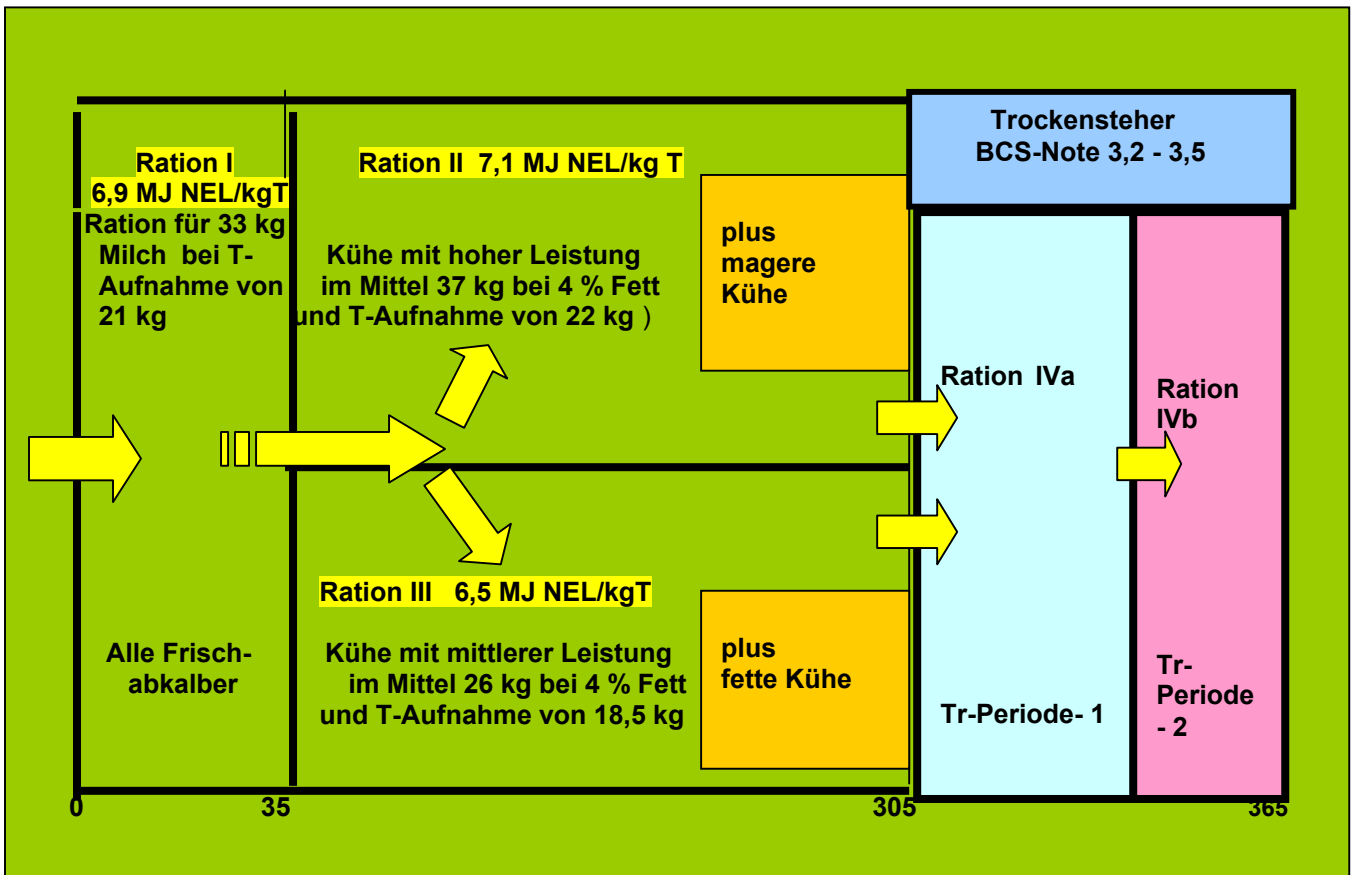 Ration I
6,9 MJ NEL/kgT
Ration für 33 kg
Milch bei T-
Aufnahme von
21 kg
Alle Frisch-
abkalber
Ration II 7,1 MJ NEL/kg T
Kühe mit hoher Leistung
im Mittel 37 kg bei 4 % Fett
und T-Aufnahme von 22 kg )
plus
magere
Kühe
Ration III 6,5 MJ NEL/kgT
Kühe mit mittlerer Leistung
im Mittel 26 kg bei 4 % Fett
und T-Aufnahme von 18,5 kg
plus
fette Kühe
Trockensteher
BCS-Note 3,2 - 3,5
Ration IVa
Tr-Periode- 1
Ration
IVb
Tr-
Periode
- 2
0 35 305 365